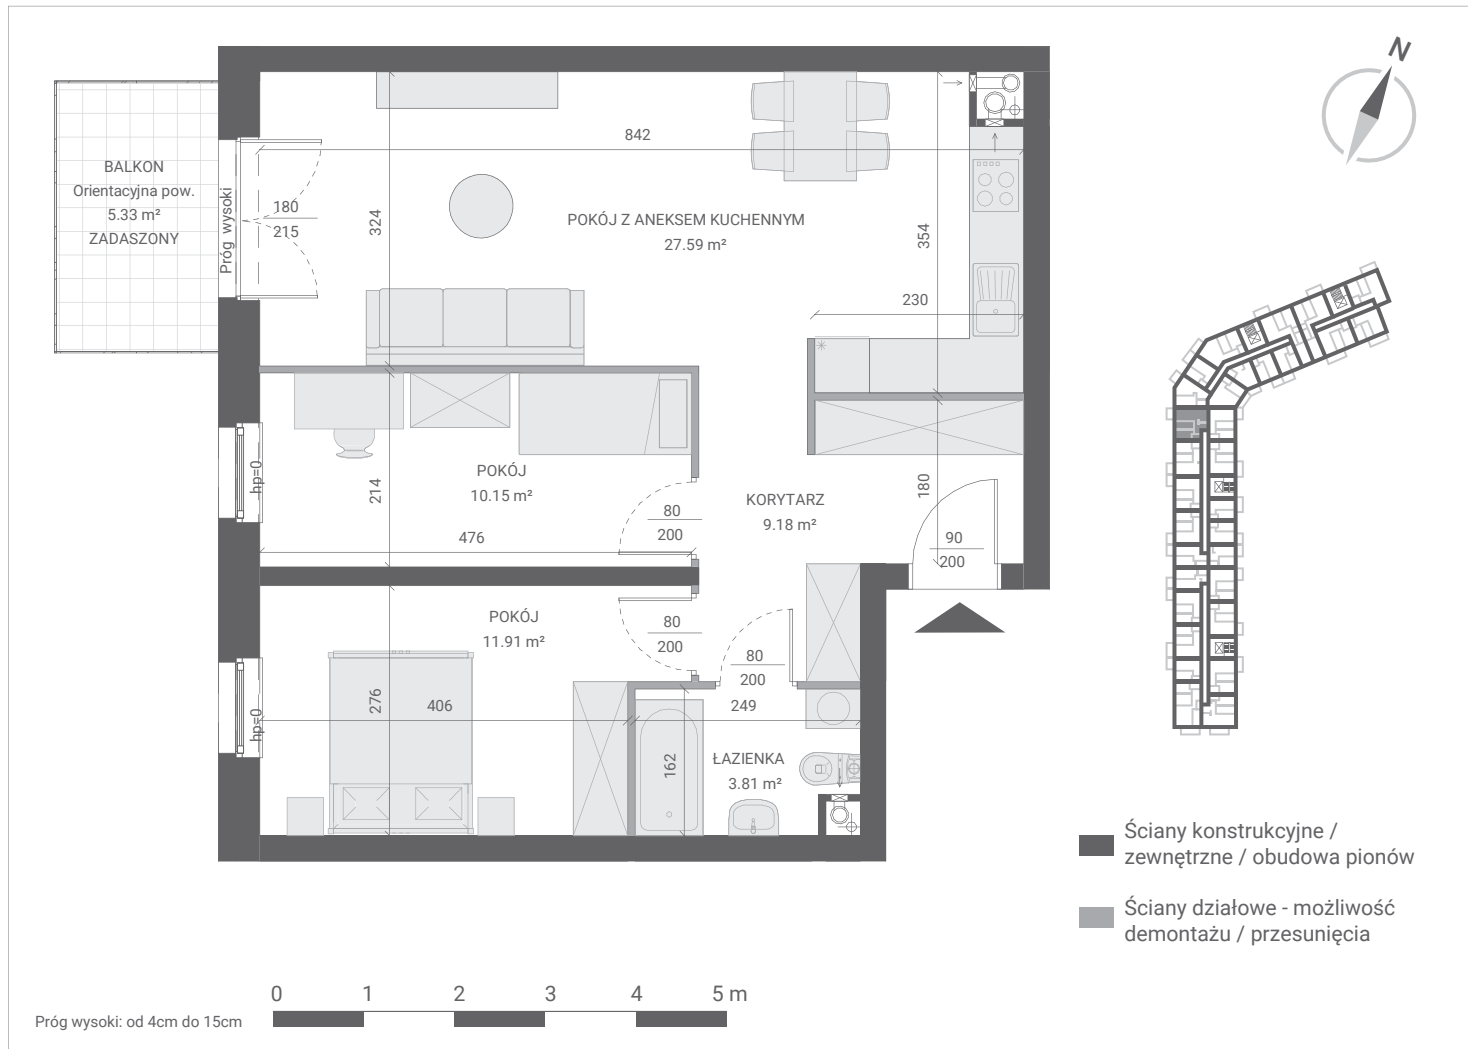 N
842
BALKON
Orientacyjna pow.
5.33 m²
ZADASZONY
Próg wysoki
180
215
324
POKÓJ Z ANEKSEM KUCHENNYM
27.59 m²
354
230
hp=0
214
POKÓJ
10.15 m²
476
80
200
KORYTARZ
9.18 m²
180
90
200
POKÓJ
11.91 m²
80
200
80
200
hp=0
276
406
249
162
ŁAZIENKA
3.81 m²
Ściany konstrukcyjne /
zewnętrzne / obudowa pionów
Ściany działowe - możliwość
demontażu / przesunięcia
0 1 2 3 4 5 m
Próg wysoki: od 4cm do 15cm